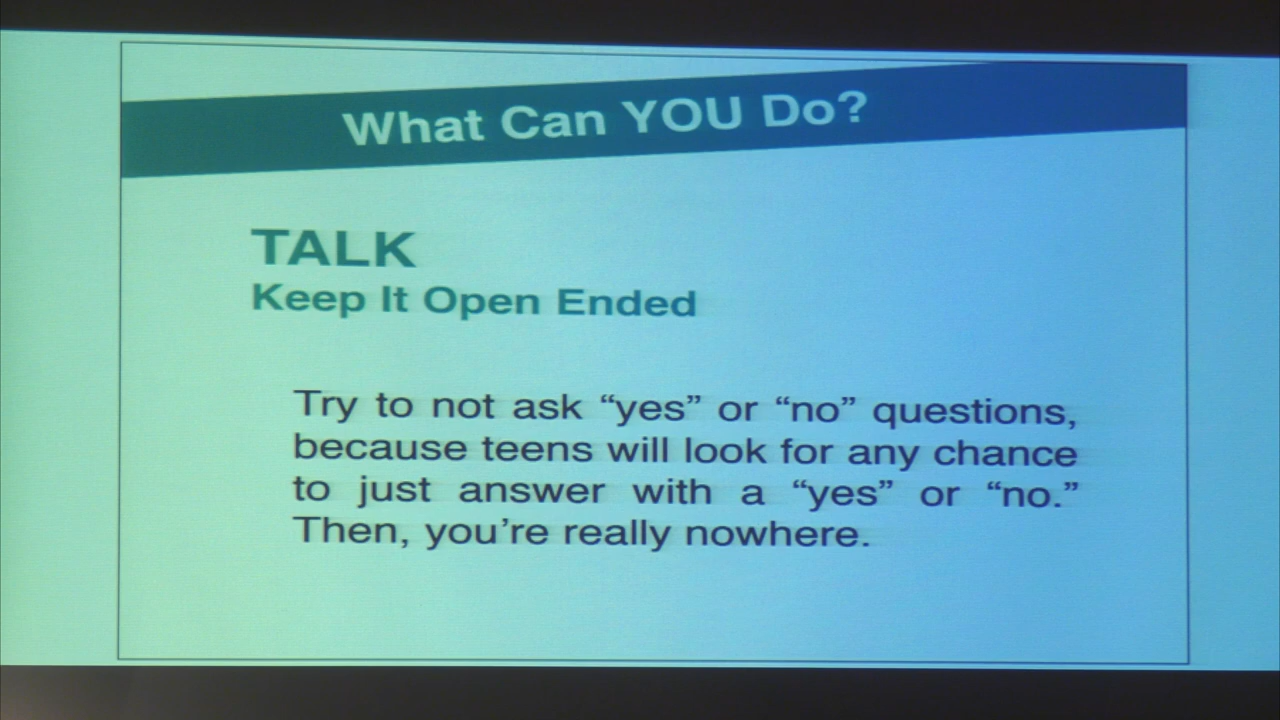 What Can YOU Do?
TALK
Keep It Open Ended
Try to not ask “yes” or “no” questions,
because teens will look for any chance
to just answer with a “yes” or “no.”
Then, you’re really nowhere.